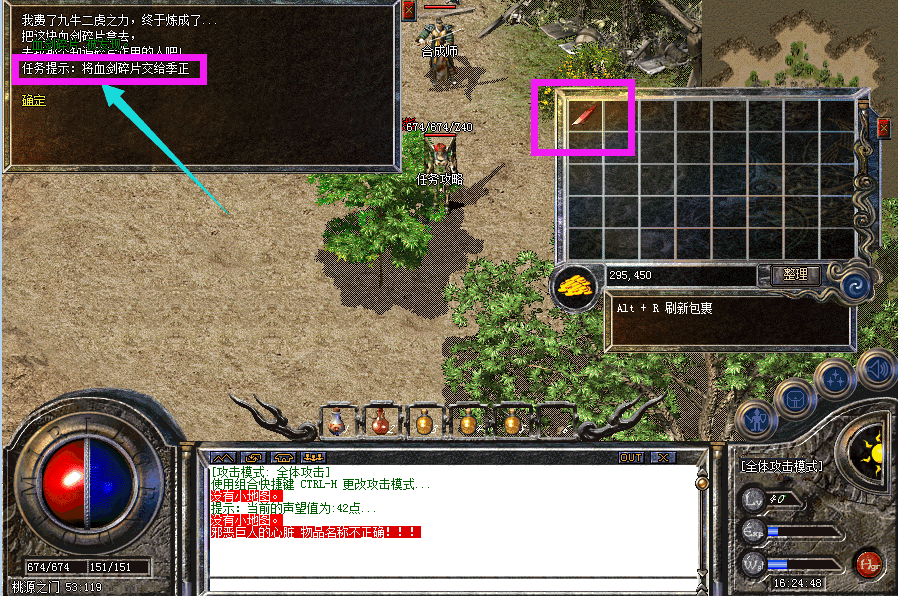 我费了九牛二虎之力，终于炼成了...
把这块血剑碎片拿去，
任务提示：将血剑碎片交给季正
确定
合成师
674/674/Z40
任务攻略
295,450
整理
Alt + R 刷新包裹
OUT
[攻击模式：全体攻击]
使用组合快捷键 CTRL-H 更改攻击模式...
没有小地图。
提示：当前的声望值为:42点...
没有小地图。
邪恶巨人的心脏 物品名称不正确！！！
[全体攻击模式]
Lv 40
Exp
Wg
Hgr
674/674
151/151
桃源之门 53:119
16:24:48